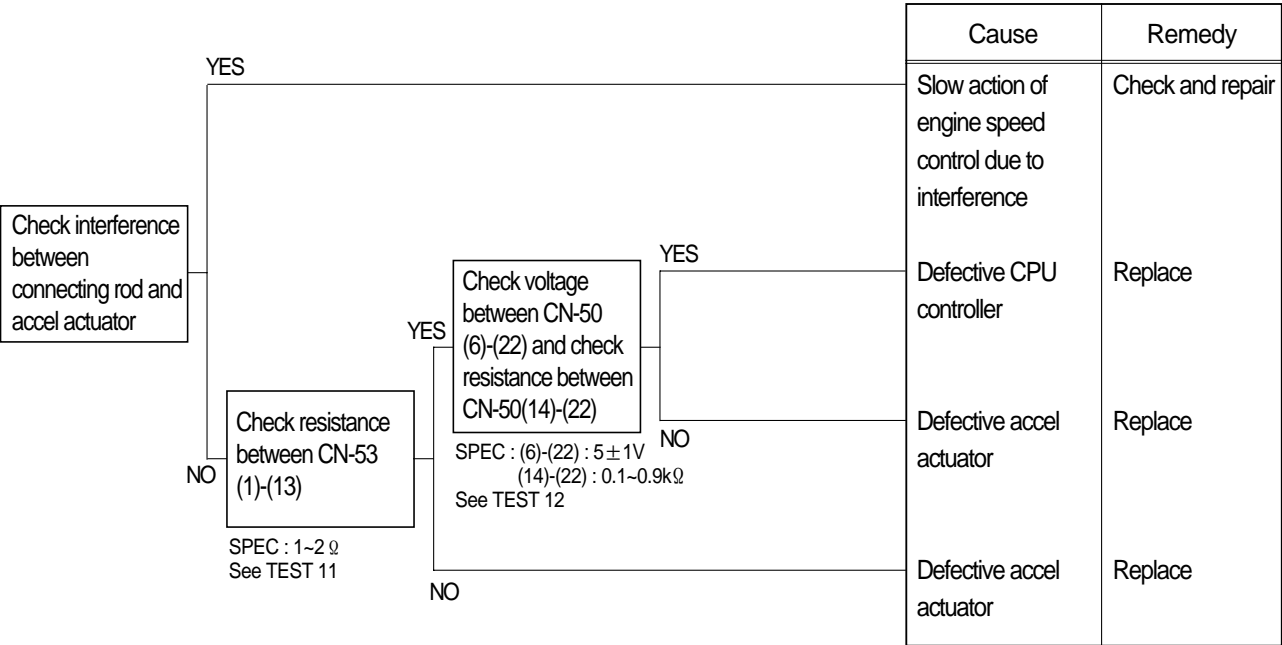 Cause
Remedy
YES
Slow action of
engine speed
control due to
interference
Check and repair
Check interference
between
connecting rod and
accel actuator
YES
Defective CPU
controller
Replace
YES
Check voltage
between CN-50
(6)-(22) and check
resistance between
CN-50(14)-(22)
SPEC : (6)-(22) : 5±1V
(14)-(22) : 0.1~0.9kΩ
See TEST 12
NO
Defective accel
actuator
Replace
NO
Check resistance
between CN-53
(1)-(13)
SPEC : 1~2 Ω
See TEST 11
NO
Defective accel
actuator
Replace